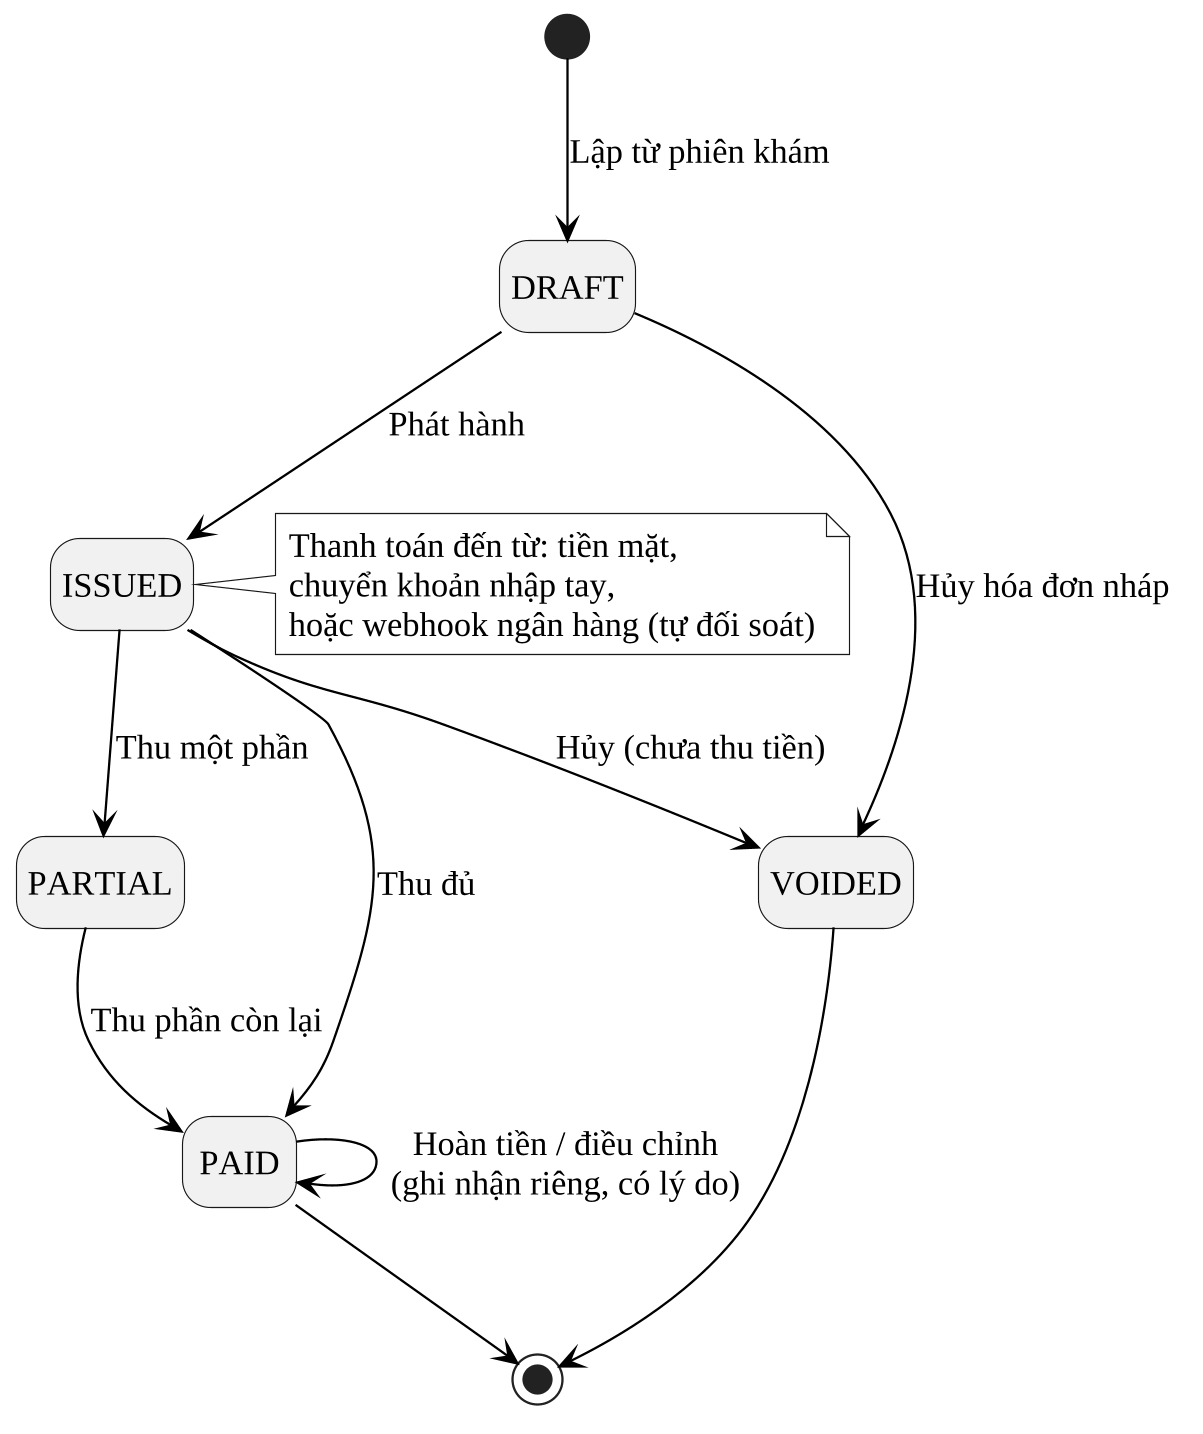 Lập từ phiên khám
DRAFT
Phát hành
Thanh toán đến từ: tiền mặt,
chuyển khoản nhập tay,
hoặc webhook ngân hàng (tự đối soát)
ISSUED
Hủy hóa đơn nháp
Thu một phần
Hủy (chưa thu tiền)
PARTIAL
Thu đủ
VOIDED
Thu phần còn lại
PAID
Hoàn tiền / điều chỉnh
(ghi nhận riêng, có lý do)